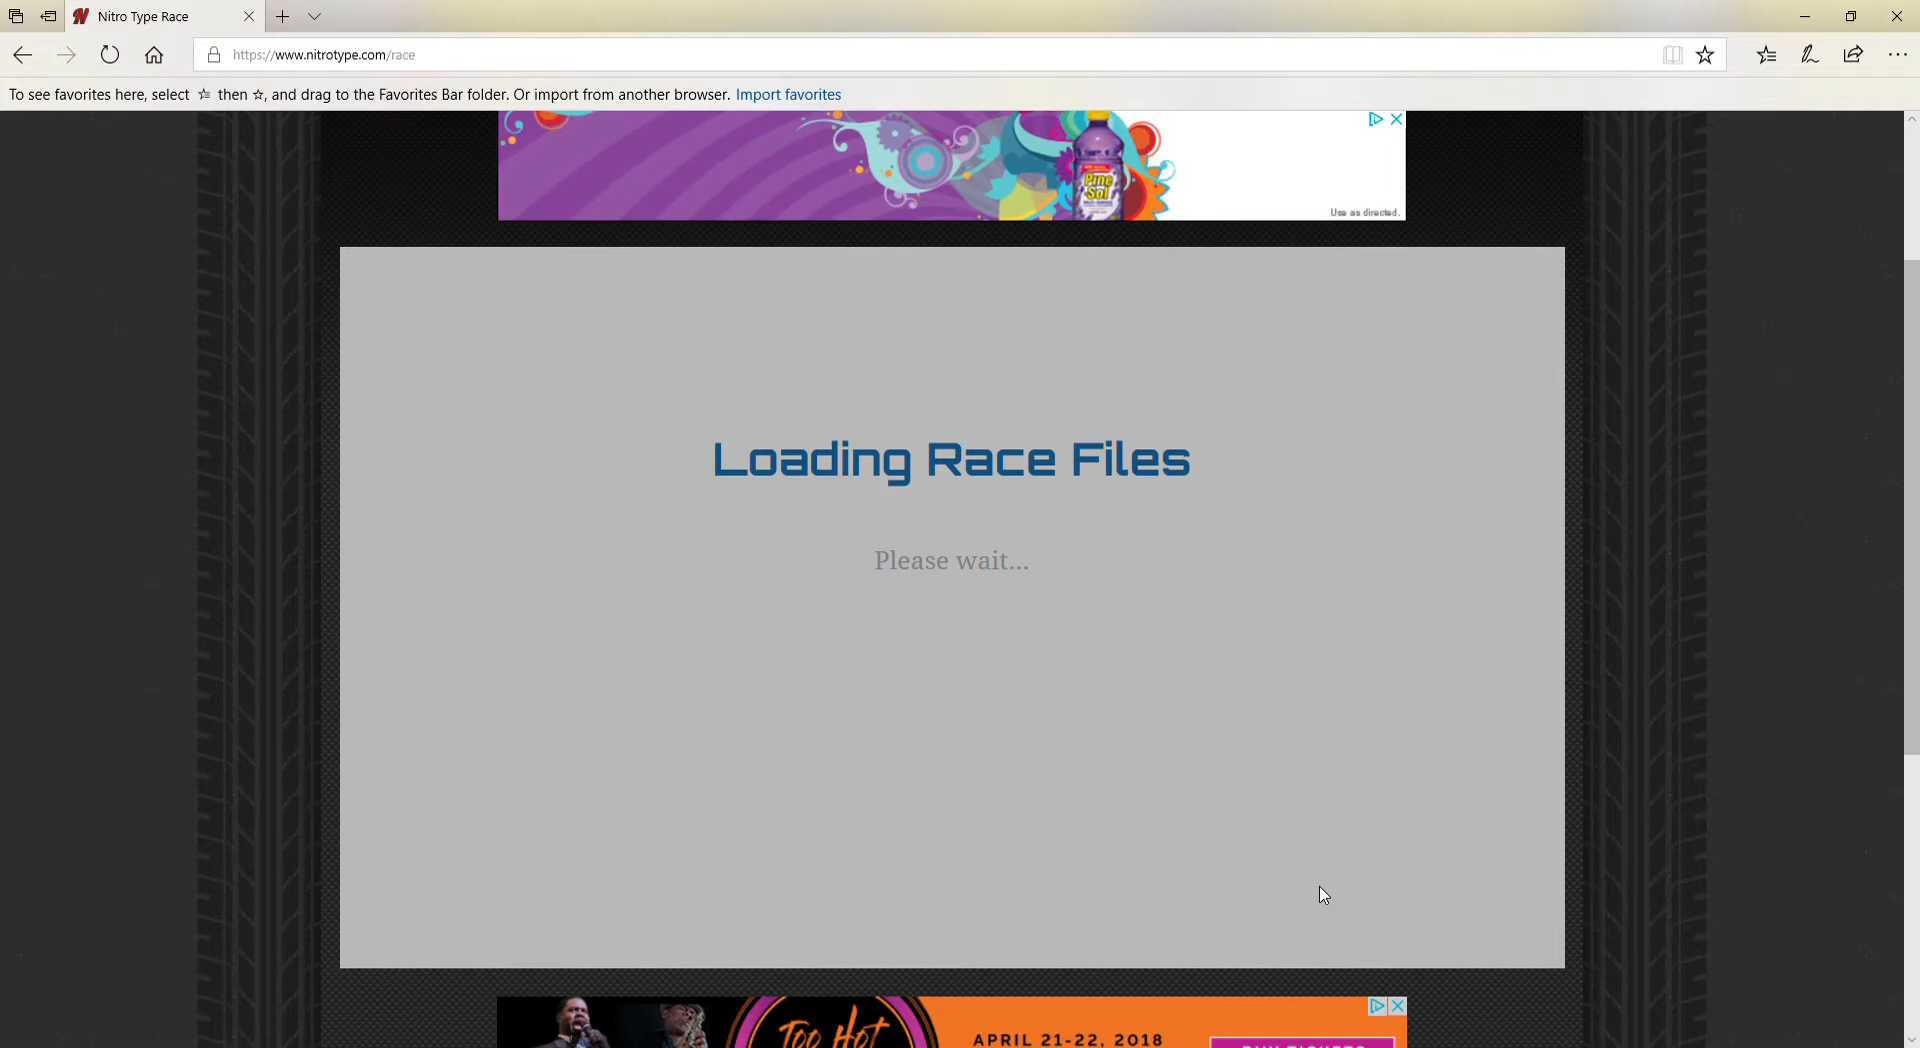 Nitro Type Race
https://www.nitrotype.com/race
To see favorites here, select then , and drag to the Favorites Bar folder. Or import from another browser. Import favorites
Pine
Sol
Use as directed.
Loading Race Files
Please wait...
Too Hot
APRIL 21-22, 2018
BUY TICKETS